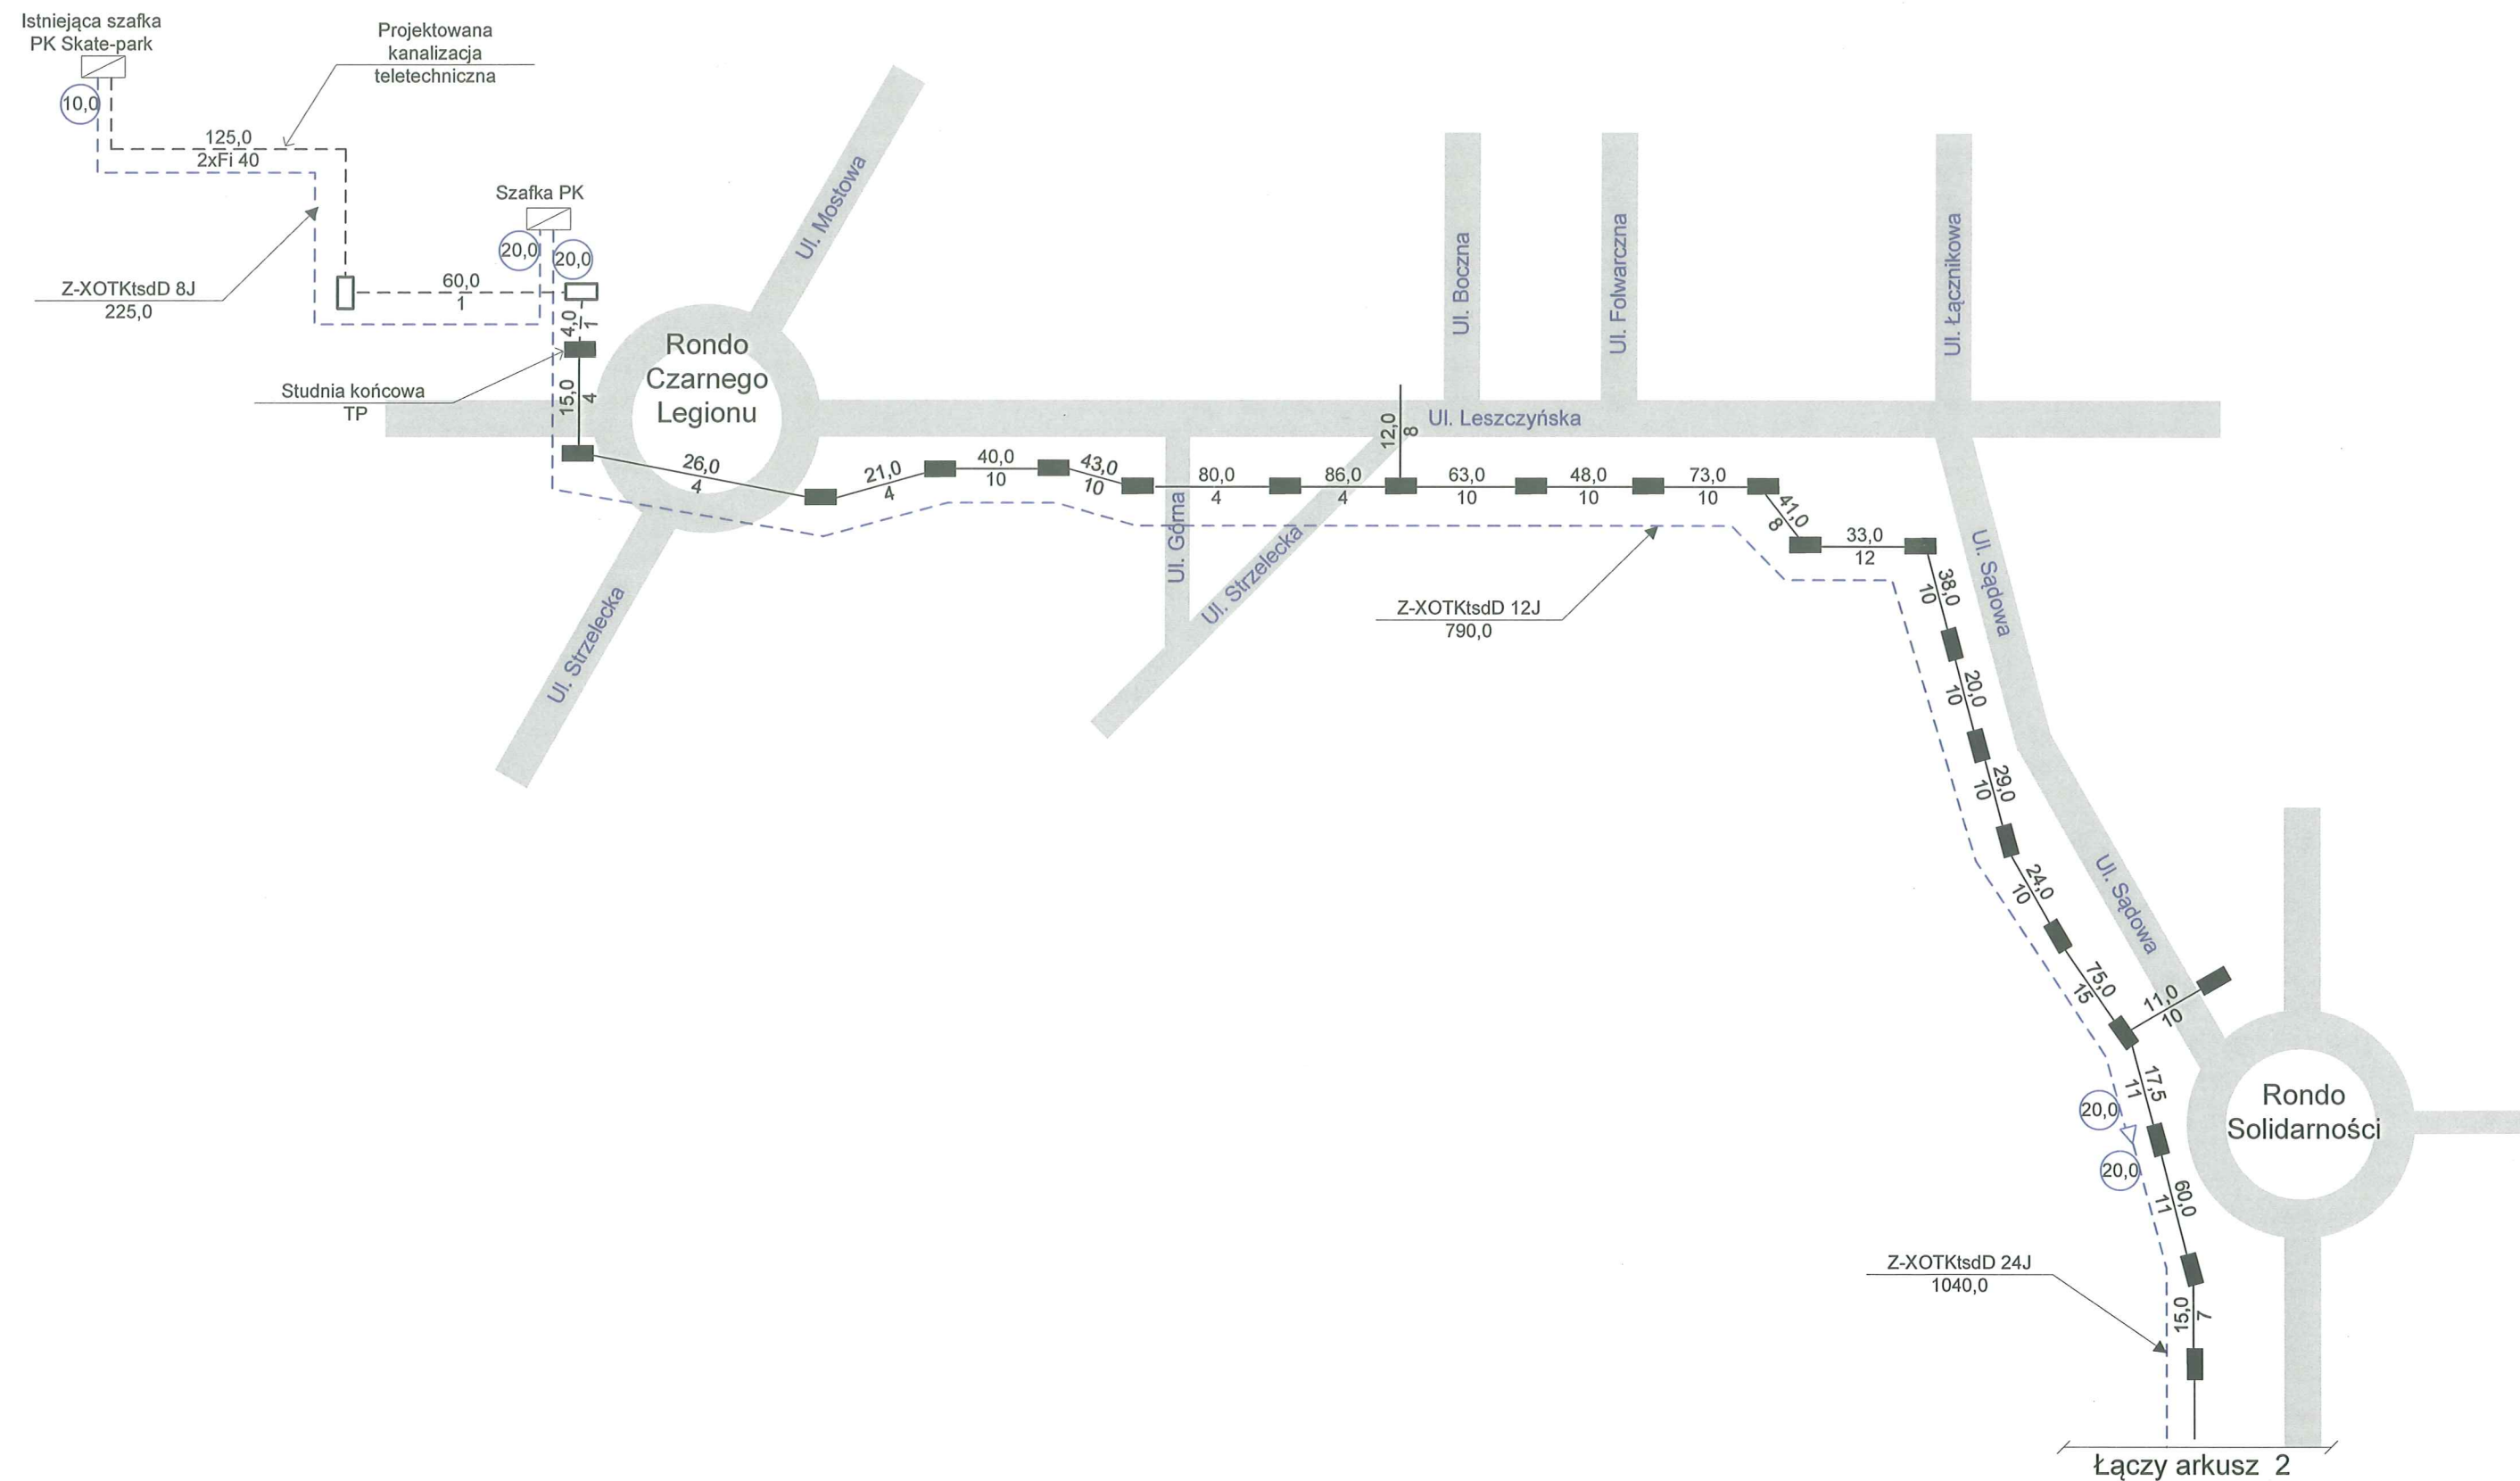 Istniejąca szafka
PK Skate-park
10,0
Projektowana
kanalizacja
teletechniczna
125,0
2xFi 40
Z-XOTKtsdD 8J
225,0
Szafka PK
20,0
20,0
60,0
1
4,0
1
Studnia końcowa
TP
15,0
4
Rondo
Czarnego
Legionu
Ul. Mostowa
Ul. Strzelecka
26,0
4
21,0
4
40,0
10
43,0
10
80,0
4
86,0
4
12,0
8
Ul. Leszczyńska
Ul. Boczna
Ul. Folwarczna
Ul. Łącznikowa
Ul. Górna
Ul. Strzelecka
63,0
10
48,0
10
73,0
10
41,0
8
33,0
12
Z-XOTKtsdD 12J
790,0
Ul. Sądowa
38,0
10
20,0
10
29,0
10
24,0
10
Ul. Sądowa
75,0
15
11,0
10
17,5
11
20,0
20,0
60,0
11
Rondo
Solidarności
Z-XOTKtsdD 24J
1040,0
15,0
7
Łączy arkusz 2